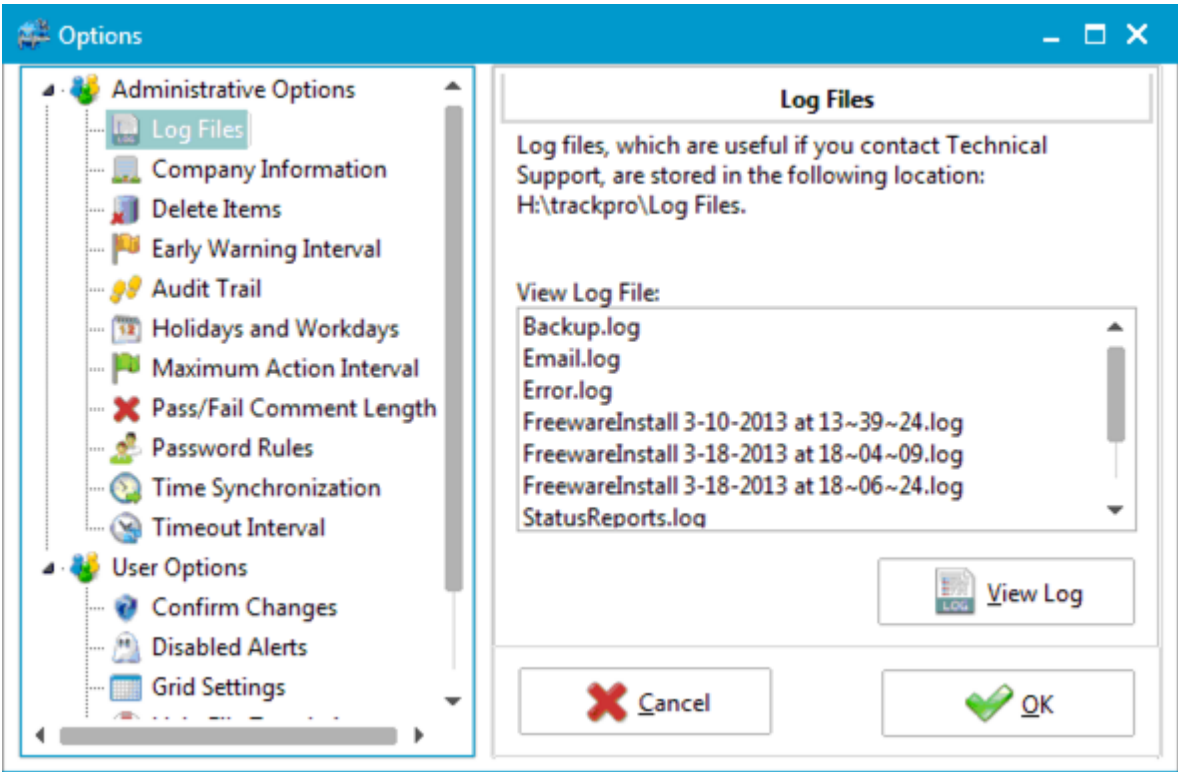 Options
Administrative Options
Log Files
Company Information
Delete Items
Early Warning Interval
Audit Trail
12
Holidays and Workdays
Maximum Action Interval
Pass/Fail Comment Length
Password Rules
Time Synchronization
Timeout Interval
User Options
Confirm Changes
Disabled Alerts
Grid Settings
Log Files
Log files, which are useful if you contact Technical
Support, are stored in the following location:
H:\trackpro\Log Files.
View Log File:
Backup.log
Email.log
Error.log
FreewareInstall 3-10-2013 at 13~39~24.log
FreewareInstall 3-18-2013 at 18~04~09.log
FreewareInstall 3-18-2013 at 18~06~24.log
StatusReports.log
LOG
View Log
Cancel
OK